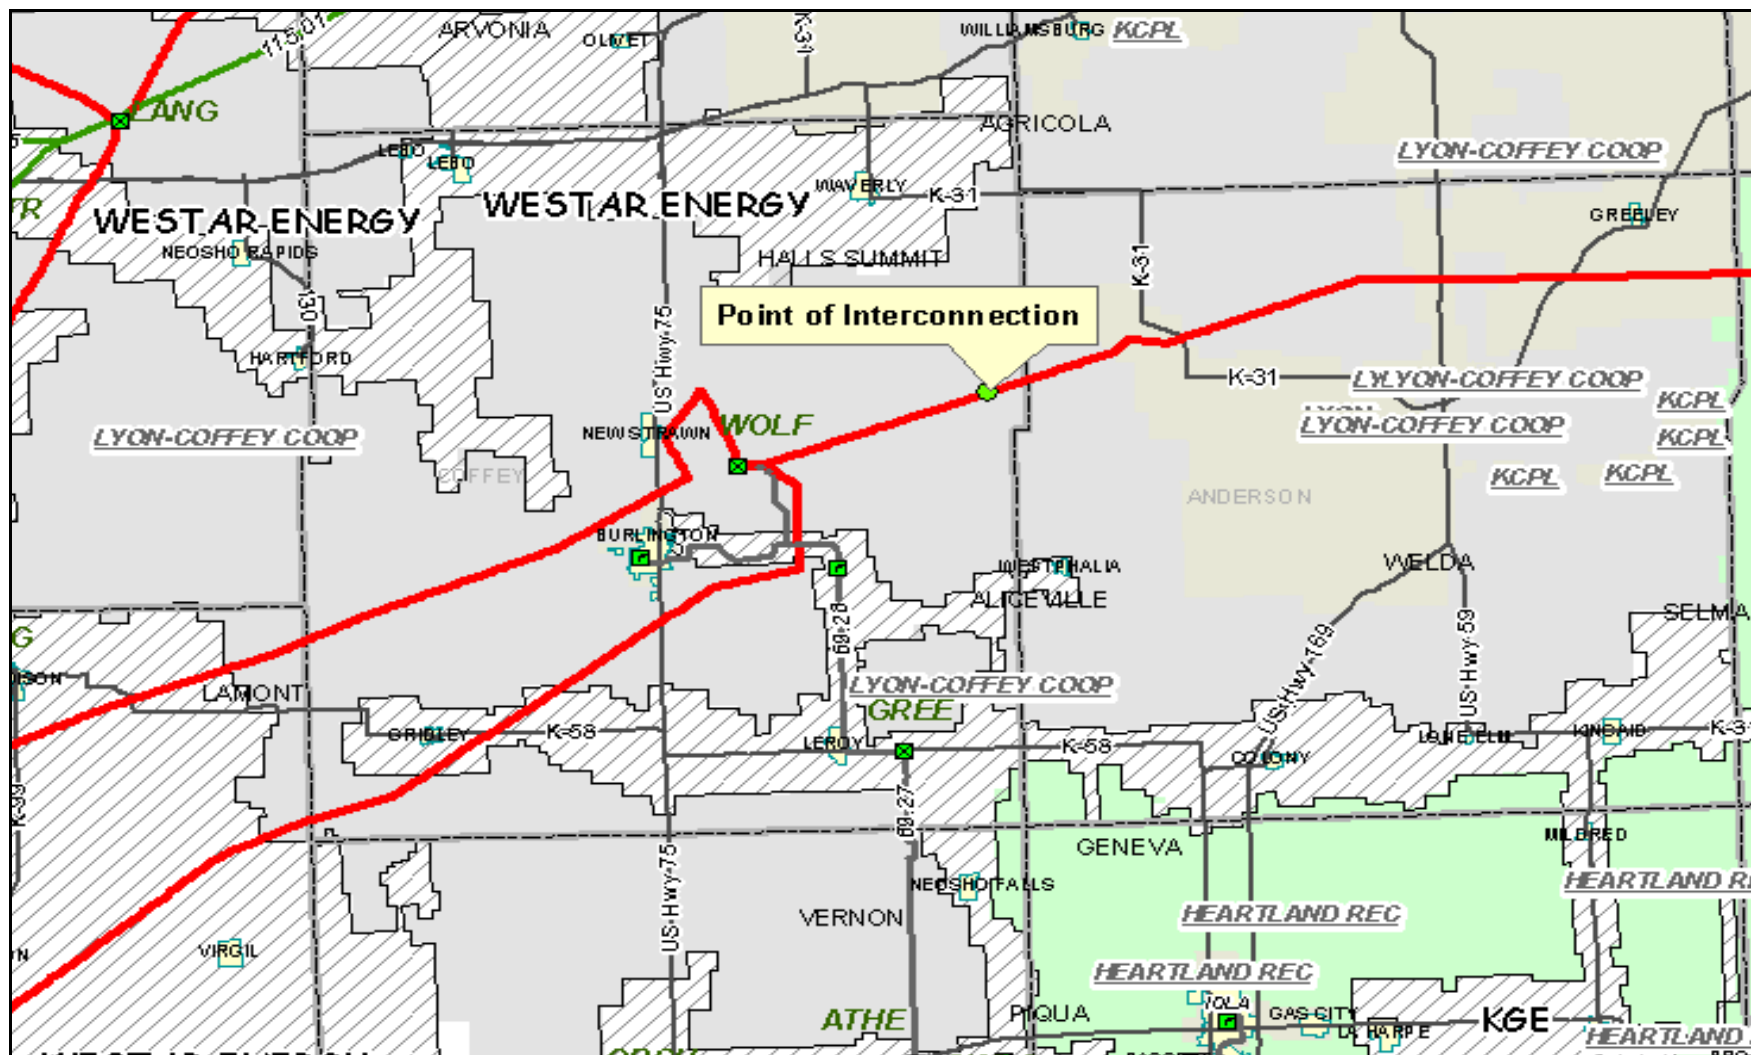 ARVONIA
OLIVET
K-31
WILLIAMSBURG
KCPL
115.01
LANG
AGRICOLA
LEBO
LEBO
LYON-COFFEY COOP
WAVERLY
K-31
WESTAR ENERGY
WESTAR ENERGY
GREELEY
NEOSHO RAPIDS
HALLS SUMMIT
K-31
130
Point of Interconnection
US Hwy-75
HARTFORD
K-31
LYON-COFFEY COOP
KCPL
LYON-COFFEY COOP
NEW STRAWN
WOLF
LYON-COFFEY COOP
KCPL
COFFEY
KCPL
KCPL
ANDERSON
BURLINGTON
WESTPHALIA
WELDA
ALICEVILLE
SELMA
69-28
US Hwy-169
US Hwy-59
G
LAMONT
LYON-COFFEY COOP
GREE
GRIDLEY
K-58
LEROY
K-58
COLONY
LONE ELM
KINCAID
K-99
69-27
MILDRED
GENEVA
US Hwy-75
NEOSHO FALLS
HEARTLAND
VERNON
HEARTLAND REC
VIRGIL
HEARTLAND REC
IOLA
ATHE
PIQUA
GAS CITY
LA HARPE
KGE
HEARTLAND